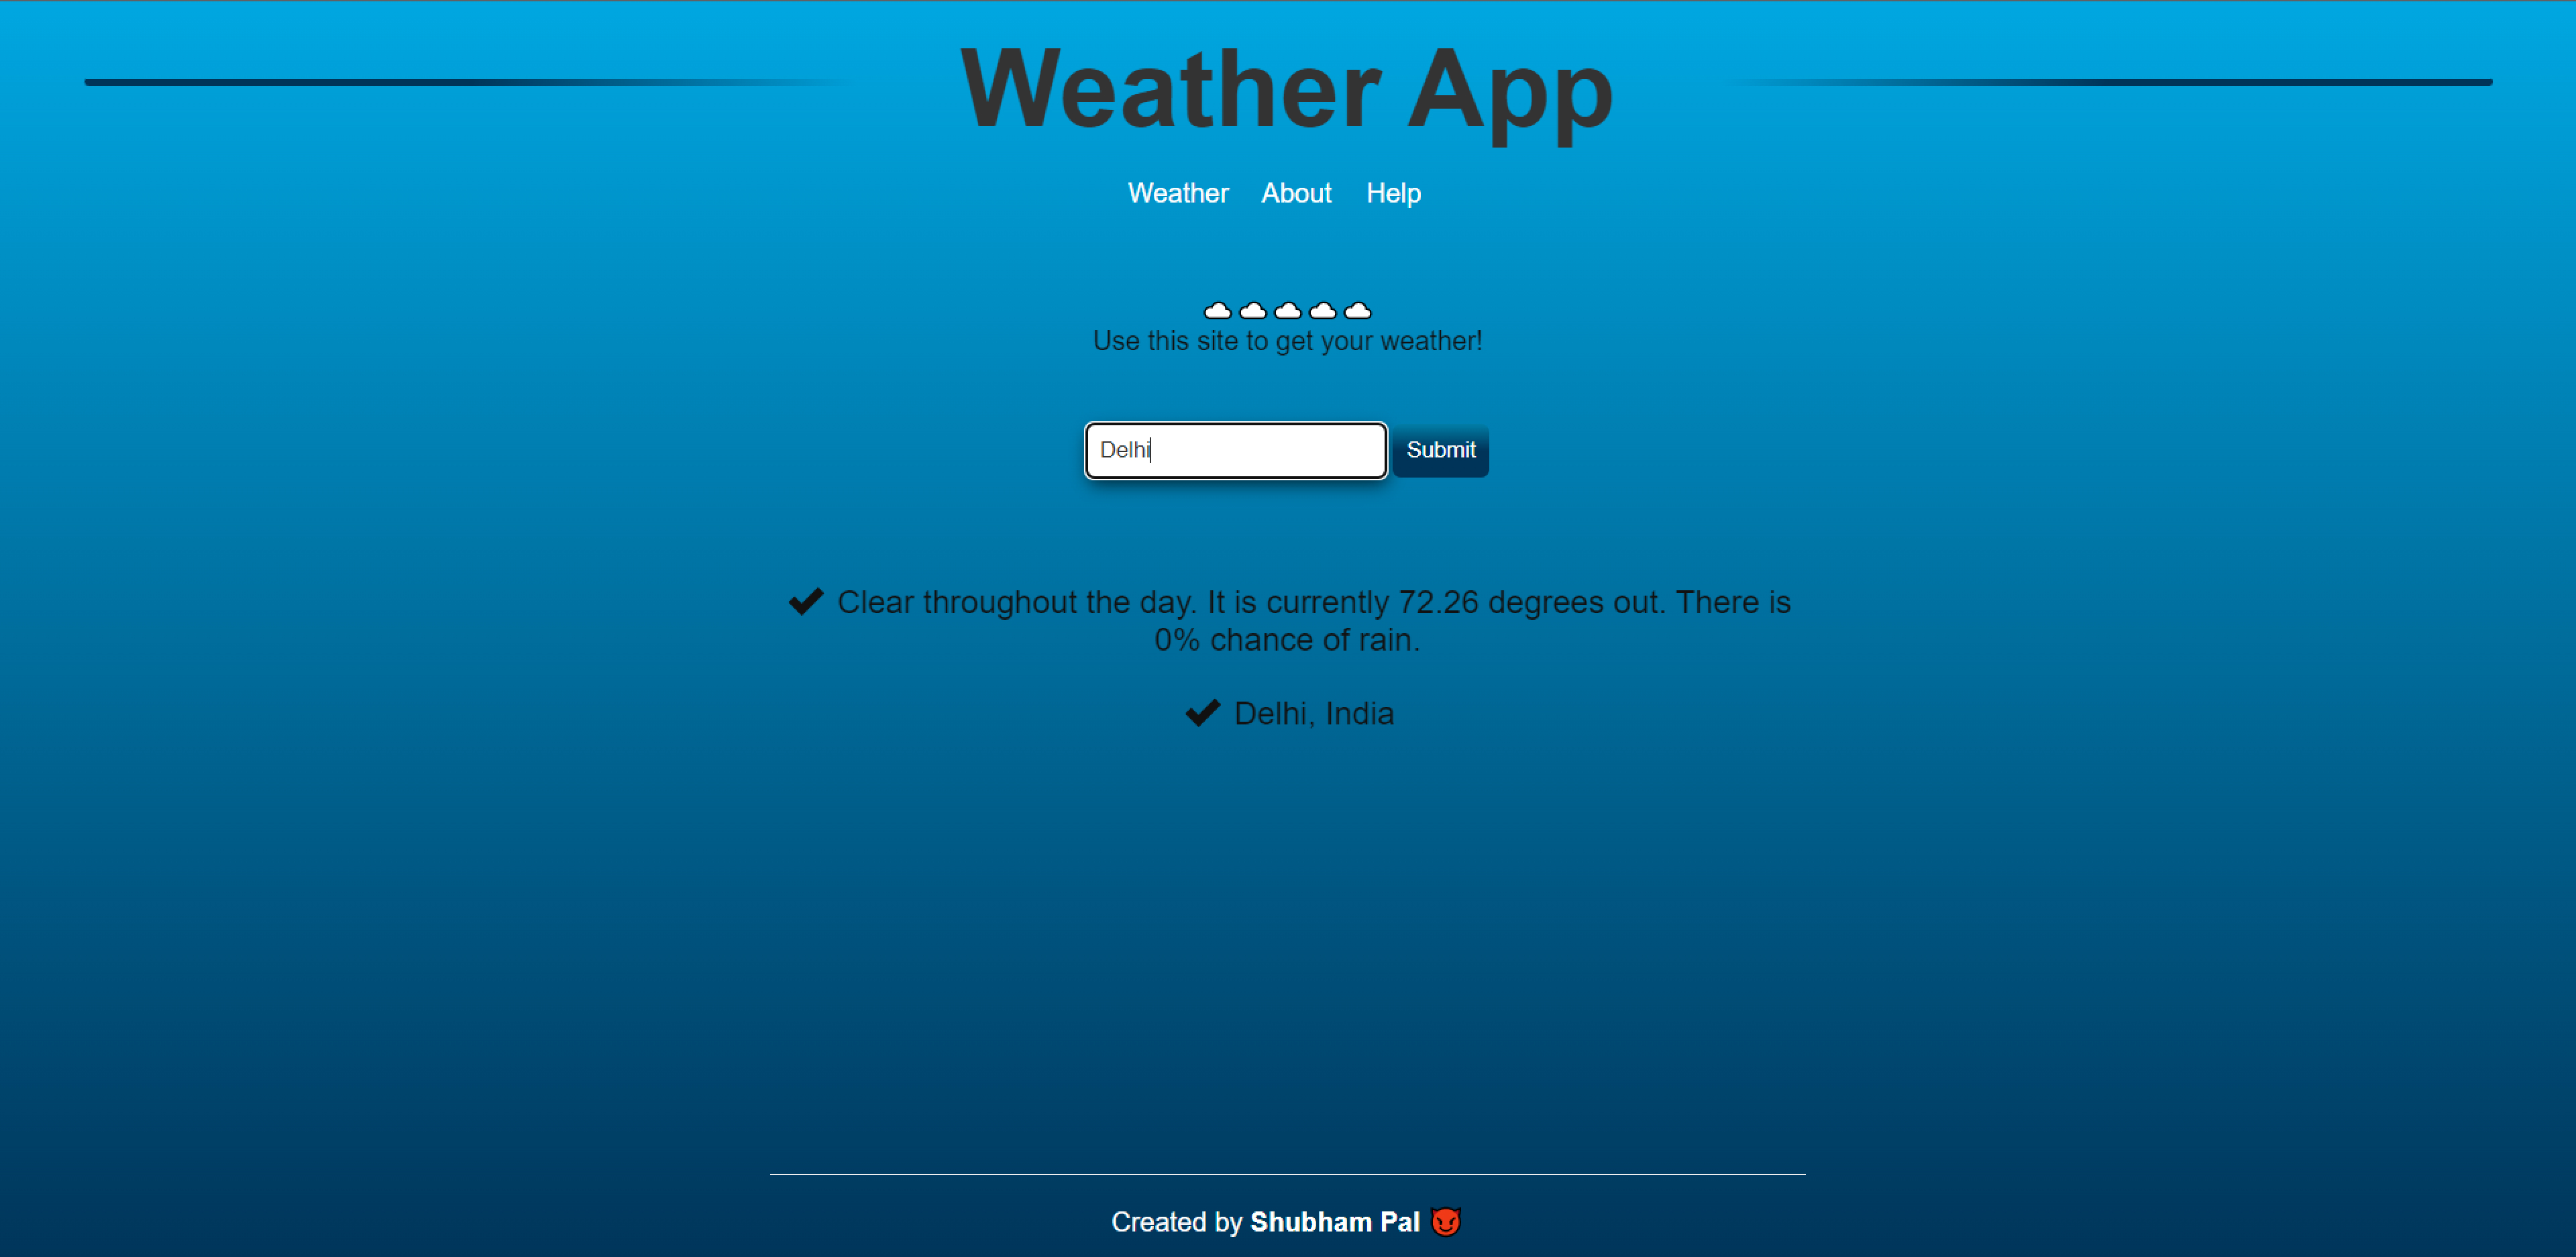 Weather App
Weather About Help
Use this site to get your weather!
Delhi Submit
Clear throughout the day. It is currently 72.26 degrees out. There is
0% chance of rain.
Delhi, India
Created by Shubham Pal